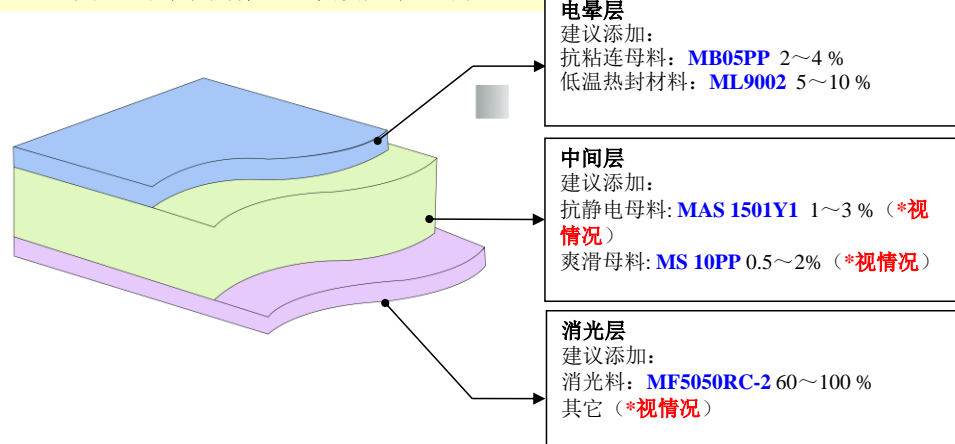 电晕层
建议添加：
抗粘连母料：MB05PP 2～4 %
低温热封材料：ML9002 5～10 %
中间层
建议添加：
抗静电母料: MAS 1501Y1 1～3 %（*视
情况）
爽滑母料: MS 10PP 0.5～2%（*视情况）
消光层
建议添加：
消光料：MF5050RC-2 60～100 %
其它（*视情况）